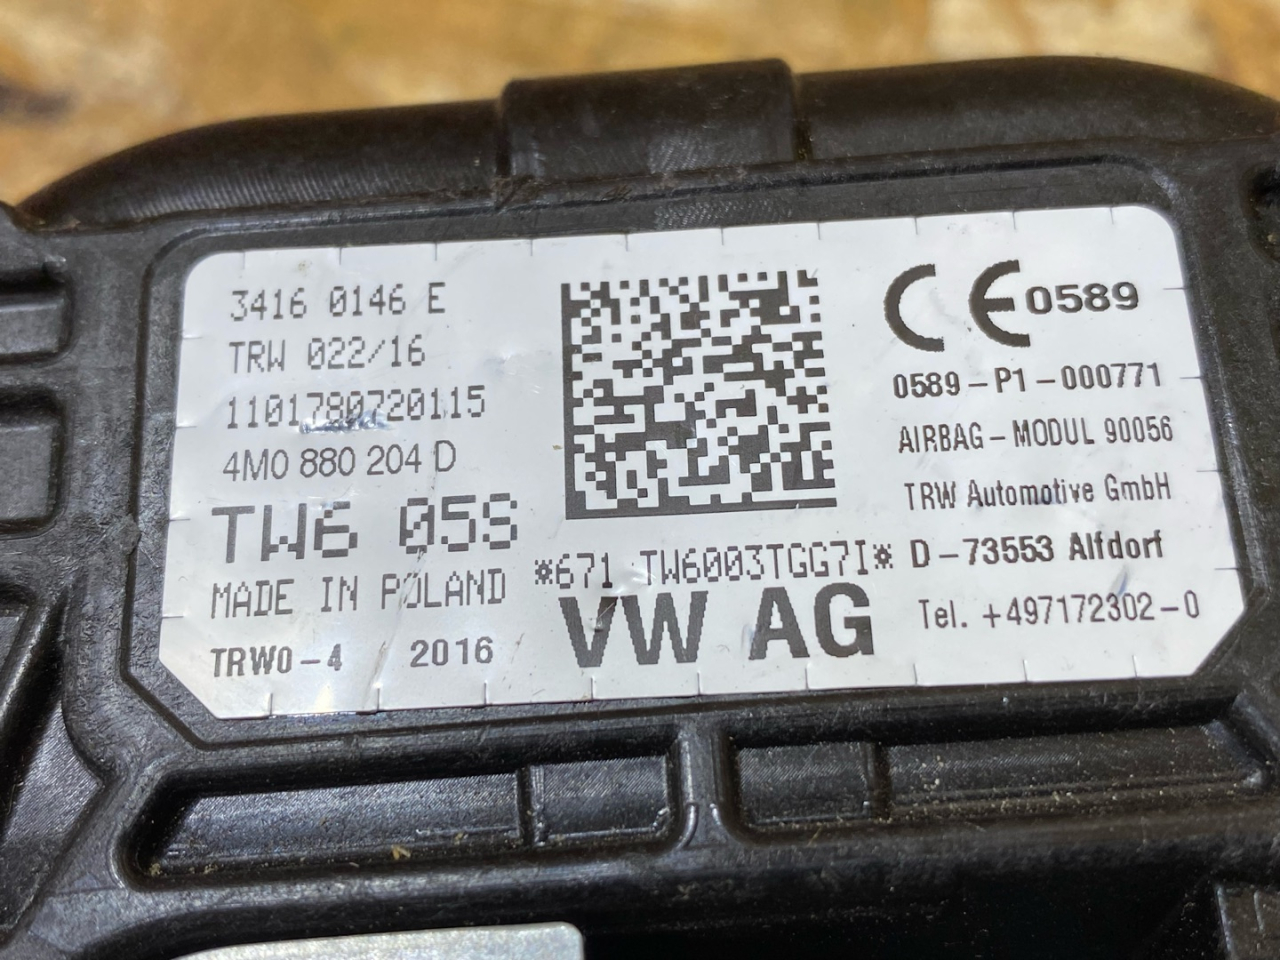 3416 0146 E
TRW 022/16
1101780720115
4M0 880 204 D
TW6 05S
MADE IN POLAND
TRW0-4 2016
*671 TW6003TGG7I*
VW AG
CE 0589
0589-P1-000771
AIRBAG-MODUL 90056
TRW Automotive GmbH
D-73553 Alfdorf
Tel. +497172302-0